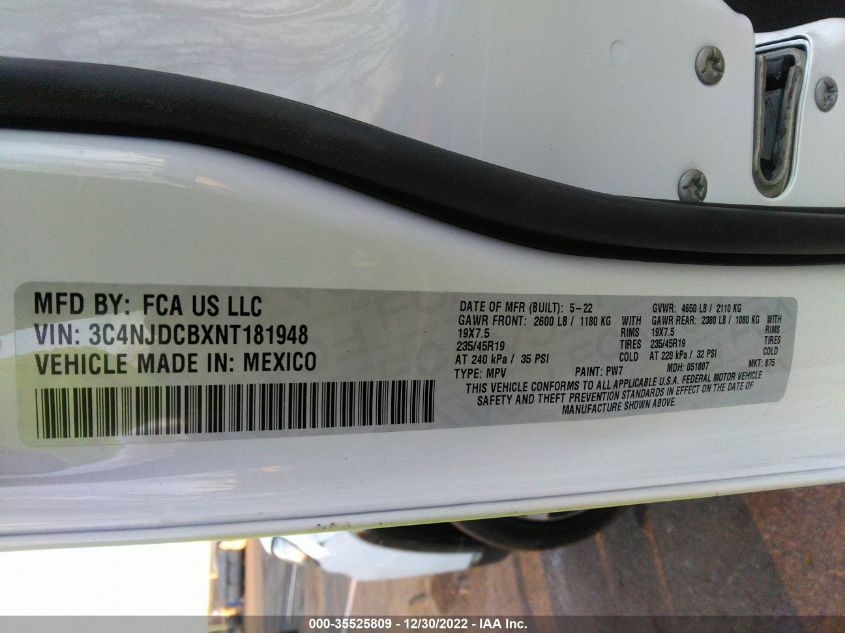 MFD BY: FCA US LLC
VIN: 3C4NJDCBXNT181948
VEHICLE MADE IN: MEXICO
DATE OF MFR (BUILT): 5-22 GVWR: 4650 LB / 2110 KG
GAWR FRONT: 2600 LB / 1180 KG WITH GAWR REAR: 2380 LB / 1080 KG WITH
19X7.5 RIMS 19X7.5 RIMS
235/45R19 TIRES 235/45R19 TIRES
AT 240 kPa / 35 PSI COLD AT 220 kPa / 32 PSI COLD
TYPE: MPV PAINT: PW7 MDH: 051807 MKT: 875
THIS VEHICLE CONFORMS TO ALL APPLICABLE U.S.A. FEDERAL MOTOR VEHICLE
SAFETY AND THEFT PREVENTION STANDARDS IN EFFECT ON THE DATE OF
MANUFACTURE SHOWN ABOVE.
000-35525809 - 12/30/2022 - IAA Inc.